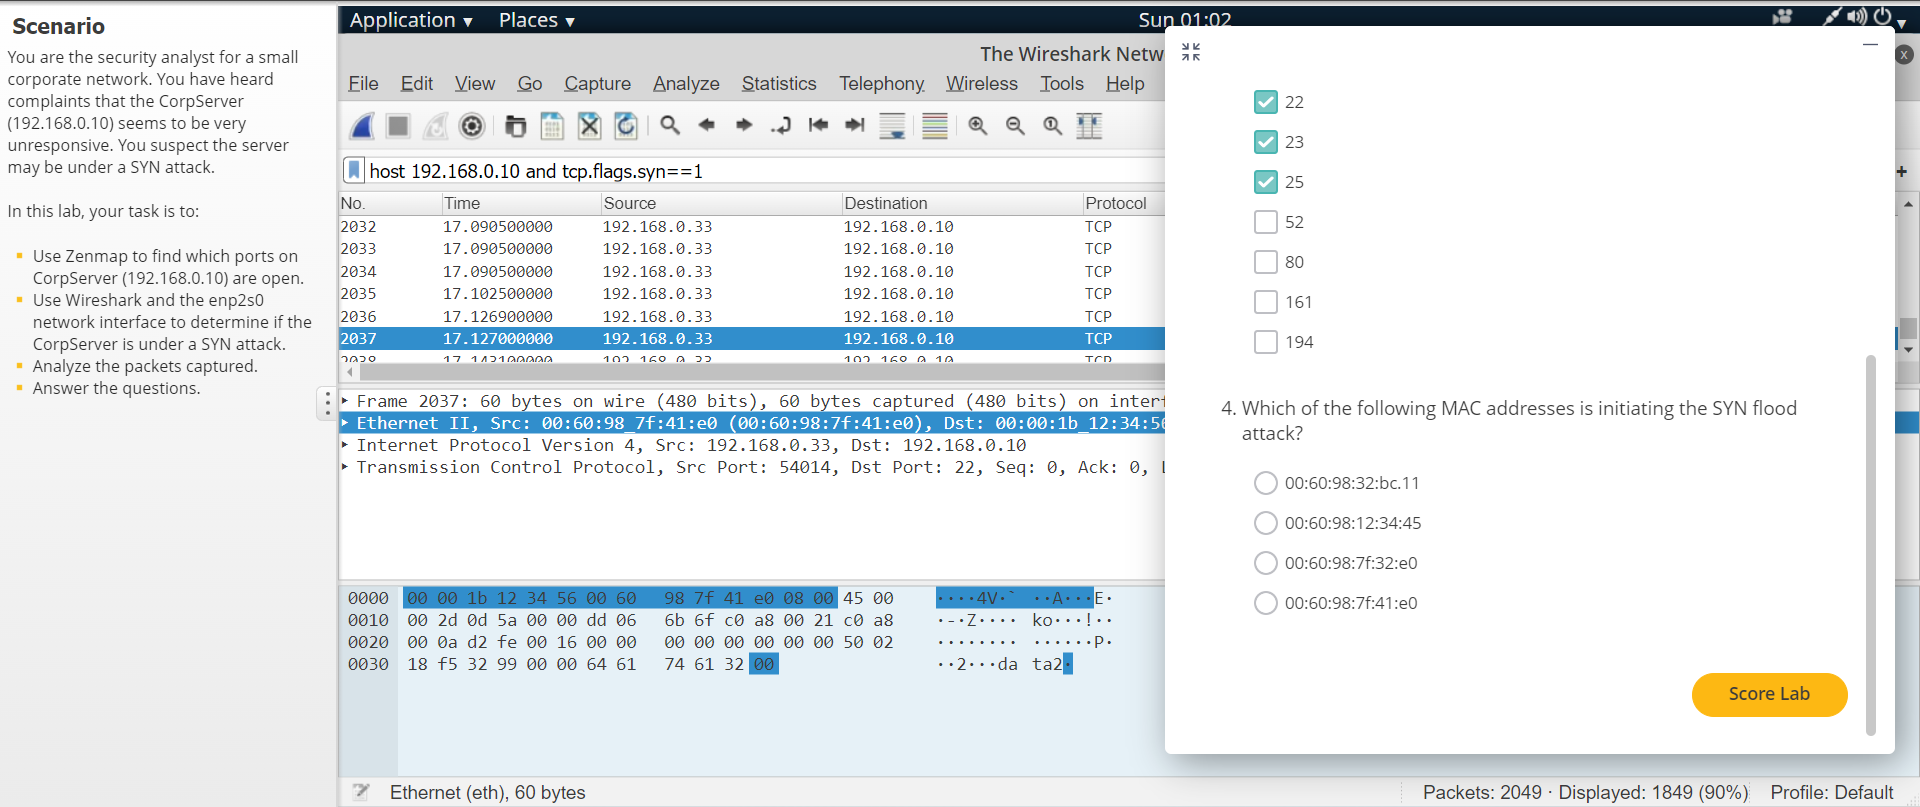 Scenario
You are the security analyst for a small
corporate network. You have heard
complaints that the CorpServer
(192.168.0.10) seems to be very
unresponsive. You suspect the server
may be under a SYN attack.
In this lab, your task is to:
Use Zenmap to find which ports on
CorpServer (192.168.0.10) are open.
Use Wireshark and the enp2s0
network interface to determine if the
CorpServer is under a SYN attack.
Analyze the packets captured.
Answer the questions.
Application ▾ Places ▾ Sun 01:02
The Wireshark Netw
File Edit View Go Capture Analyze Statistics Telephony Wireless Tools Help
host 192.168.0.10 and tcp.flags.syn==1
No. Time Source Destination Protocol
2032 17.090500000 192.168.0.33 192.168.0.10 TCP
2033 17.090500000 192.168.0.33 192.168.0.10 TCP
2034 17.090500000 192.168.0.33 192.168.0.10 TCP
2035 17.102500000 192.168.0.33 192.168.0.10 TCP
2036 17.126900000 192.168.0.33 192.168.0.10 TCP
2037 17.127000000 192.168.0.33 192.168.0.10 TCP
2038 17.143100000 192.168.0.33 192.168.0.10 TCP
Frame 2037: 60 bytes on wire (480 bits), 60 bytes captured (480 bits) on interf
Ethernet II, Src: 00:60:98_7f:41:e0 (00:60:98:7f:41:e0), Dst: 00:00:1b_12:34:56
Internet Protocol Version 4, Src: 192.168.0.33, Dst: 192.168.0.10
Transmission Control Protocol, Src Port: 54014, Dst Port: 22, Seq: 0, Ack: 0, L
0000 00 00 1b 12 34 56 00 60 98 7f 41 e0 08 00 45 00 ····4V·` ··A···E·
0010 00 2d 0d 5a 00 00 dd 06 6b 6f c0 a8 00 21 c0 a8 ·-·Z···· ko···!··
0020 00 0a d2 fe 00 16 00 00 00 00 00 00 00 00 50 02 ········ ······P·
0030 18 f5 32 99 00 00 64 61 74 61 32 00 ··2···da ta2·
Ethernet (eth), 60 bytes
Packets: 2049 · Displayed: 1849 (90%) Profile: Default
22
23
25
52
80
161
194
4. Which of the following MAC addresses is initiating the SYN flood
attack?
00:60:98:32:bc.11
00:60:98:12:34:45
00:60:98:7f:32:e0
00:60:98:7f:41:e0
Score Lab